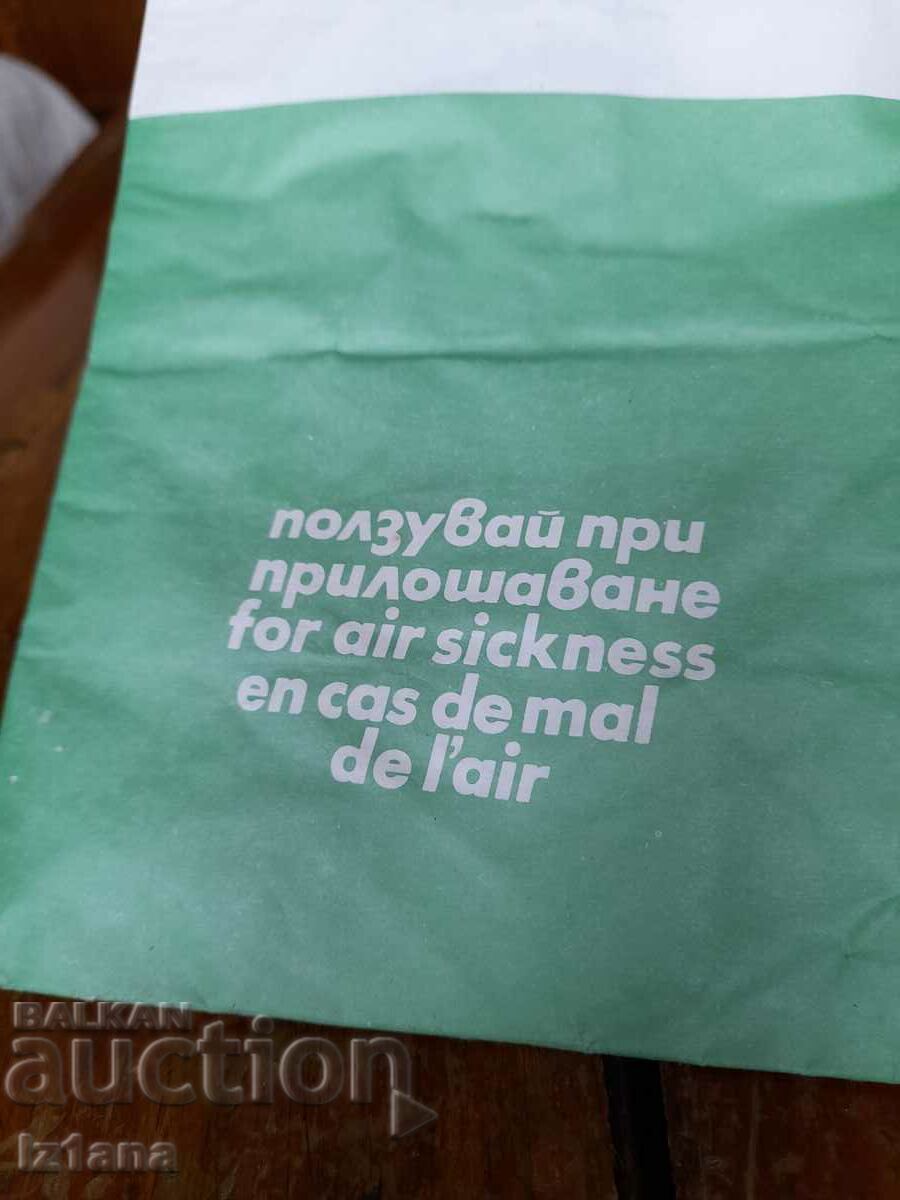 ползувай при
прилошаване
for air sickness
en cas de mal
de l'air
BALKAN
auction
Iz1ana